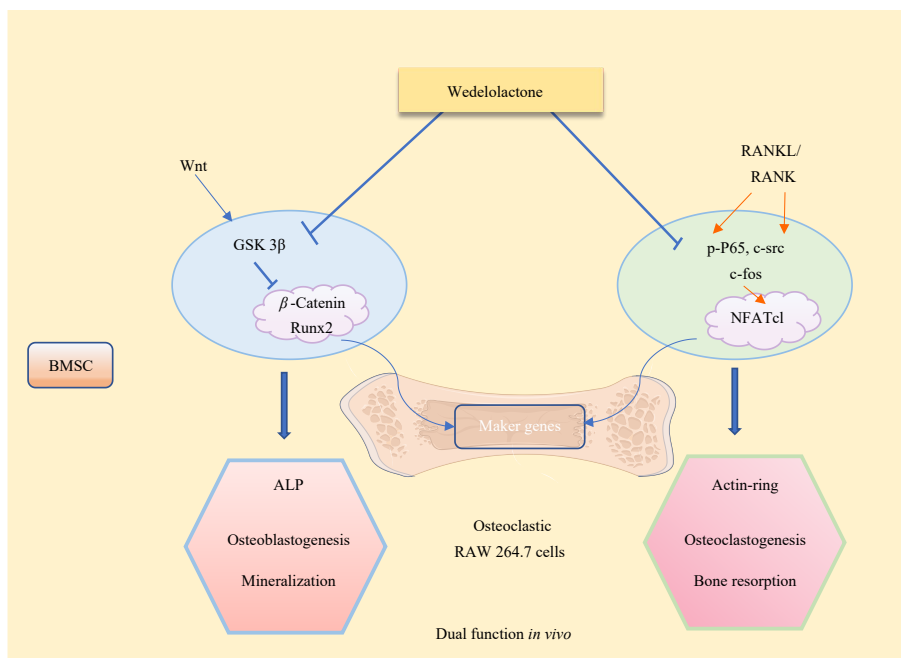 Wedelolactone
Wnt
RANKL/
RANK
GSK 3β
p-P65, c-src
c-fos
β-Catenin
Runx2
NFATcl
BMSC
Maker genes
ALP
Osteoblastogenesis
Mineralization
Osteoclastic
RAW 264.7 cells
Actin-ring
Osteoclastogenesis
Bone resorption
Dual function in vivo